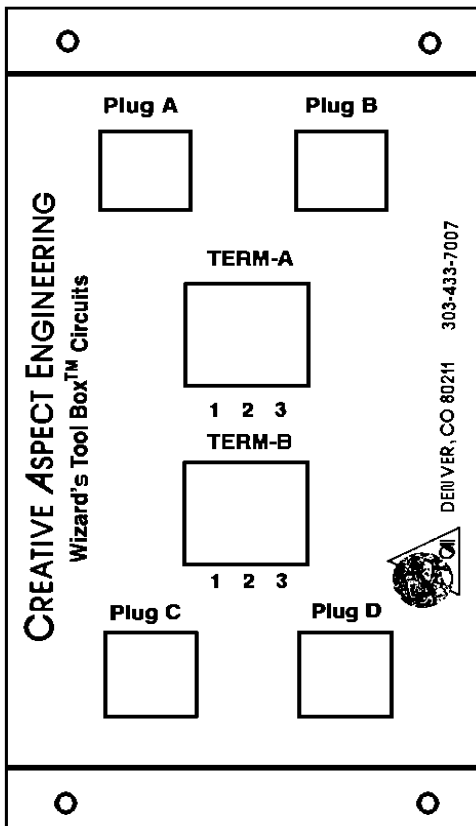 Plug A
Plug B
TERM-A
1 2 3
TERM-B
1 2 3
Plug C
Plug D
CREATIVE ASPECT ENGINEERING
Wizard's Tool Box™ Circuits
DENVER, CO 80211 303-433-7007